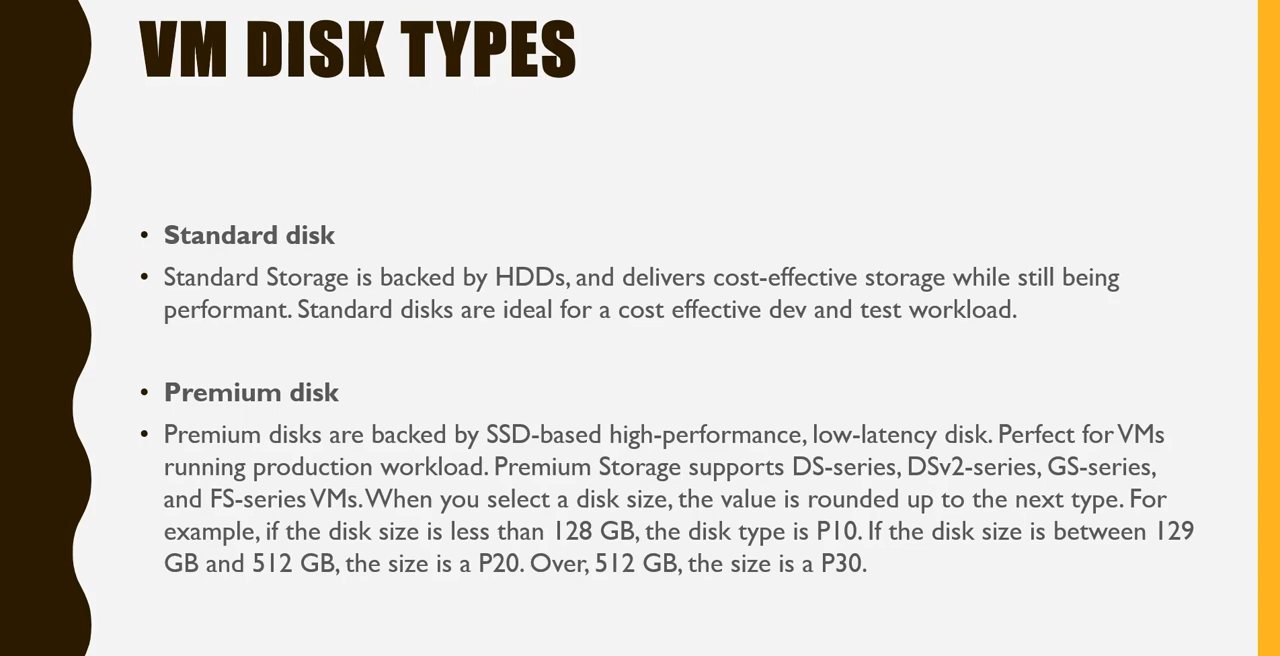 VM DISK TYPES
• Standard disk
• Standard Storage is backed by HDDs, and delivers cost-effective storage while still being
performant. Standard disks are ideal for a cost effective dev and test workload.
• Premium disk
• Premium disks are backed by SSD-based high-performance, low-latency disk. Perfect for VMs
running production workload. Premium Storage supports DS-series, DSv2-series, GS-series,
and FS-series VMs. When you select a disk size, the value is rounded up to the next type. For
example, if the disk size is less than 128 GB, the disk type is P10. If the disk size is between 129
GB and 512 GB, the size is a P20. Over, 512 GB, the size is a P30.